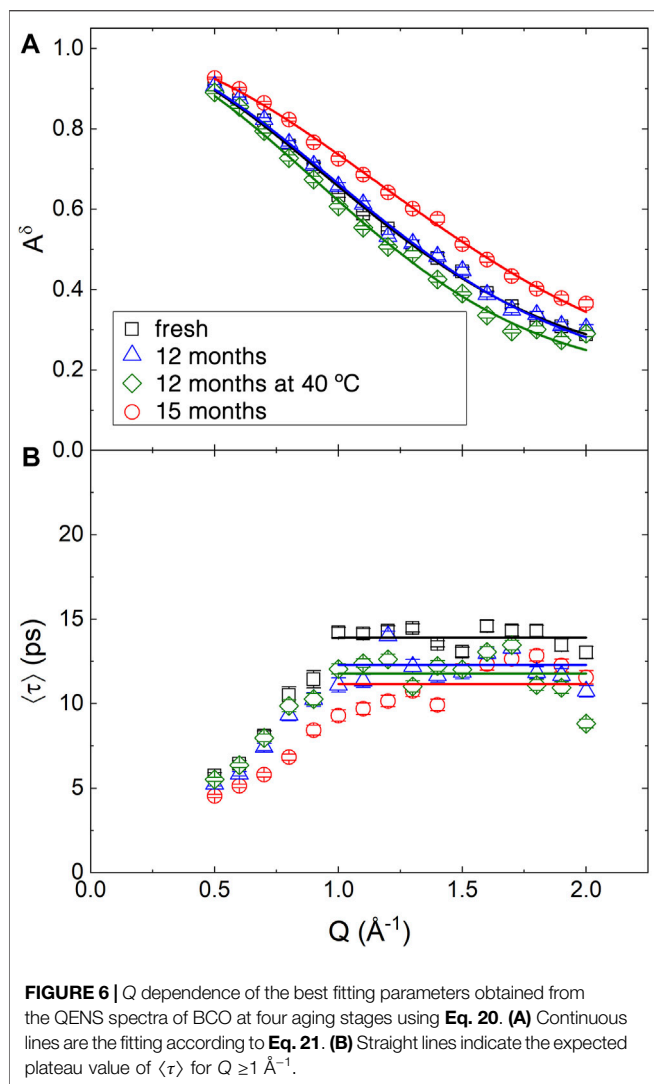 A
1.0
0.8
0.6
0.4
0.2
0.0
A^δ
fresh
12 months
12 months at 40 °C
15 months
B
20
15
10
5
0
⟨τ⟩ (ps)
0.0 0.5 1.0 1.5 2.0
Q (Å⁻¹)
FIGURE 6 | Q dependence of the best fitting parameters obtained from
the QENS spectra of BCO at four aging stages using Eq. 20. (A) Continuous
lines are the fitting according to Eq. 21. (B) Straight lines indicate the expected
plateau value of ⟨τ⟩ for Q ≥1 Å⁻¹.